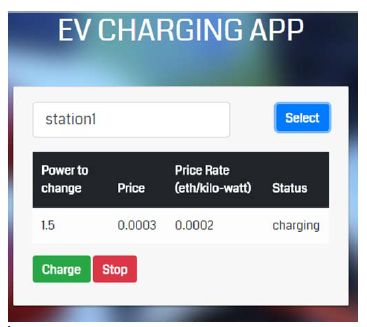 EV CHARGING APP
station1
Select
Power to change Price Price Rate (eth/kilo-watt) Status
1.5 0.0003 0.0002 charging
Charge Stop